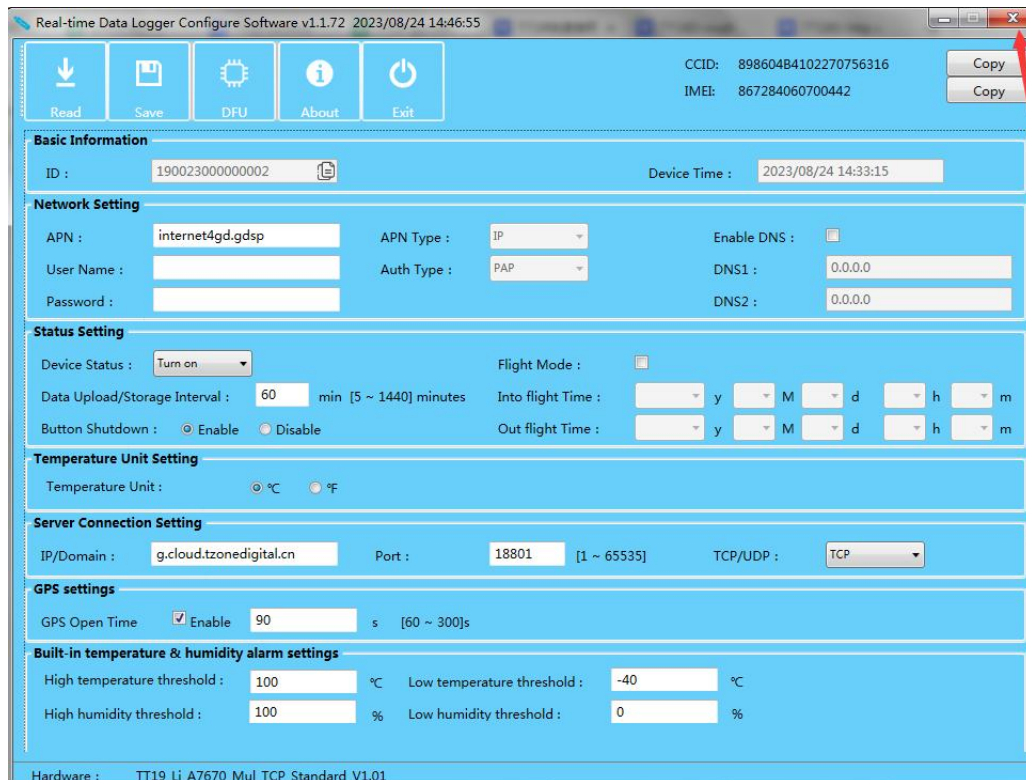 Real-time Data Logger Configure Software v1.1.72 2023/08/24 14:46:55
Read Save DFU About Exit
CCID: 898604B4102270756316 Copy
IMEI: 867284060700442 Copy
Basic Information
ID : 190023000000002 Device Time : 2023/08/24 14:33:15
Network Setting
APN : internet4gd.gdsp APN Type : IP Enable DNS :
User Name : Auth Type : PAP DNS1 : 0.0.0.0
Password : DNS2 : 0.0.0.0
Status Setting
Device Status : Turn on Flight Mode :
Data Upload/Storage Interval : 60 min [5 ~ 1440] minutes Into flight Time : y M d h m
Button Shutdown : Enable Disable Out flight Time : y M d h m
Temperature Unit Setting
Temperature Unit : ℃ ℉
Server Connection Setting
IP/Domain : g.cloud.tzonedigital.cn Port : 18801 [1 ~ 65535] TCP/UDP : TCP
GPS settings
GPS Open Time Enable 90 s [60 ~ 300]s
Built-in temperature & humidity alarm settings
High temperature threshold : 100 ℃ Low temperature threshold : -40 ℃
High humidity threshold : 100 % Low humidity threshold : 0 %
Hardware : TT19_Li_A7670_Mul_TCP_Standard_V1.01